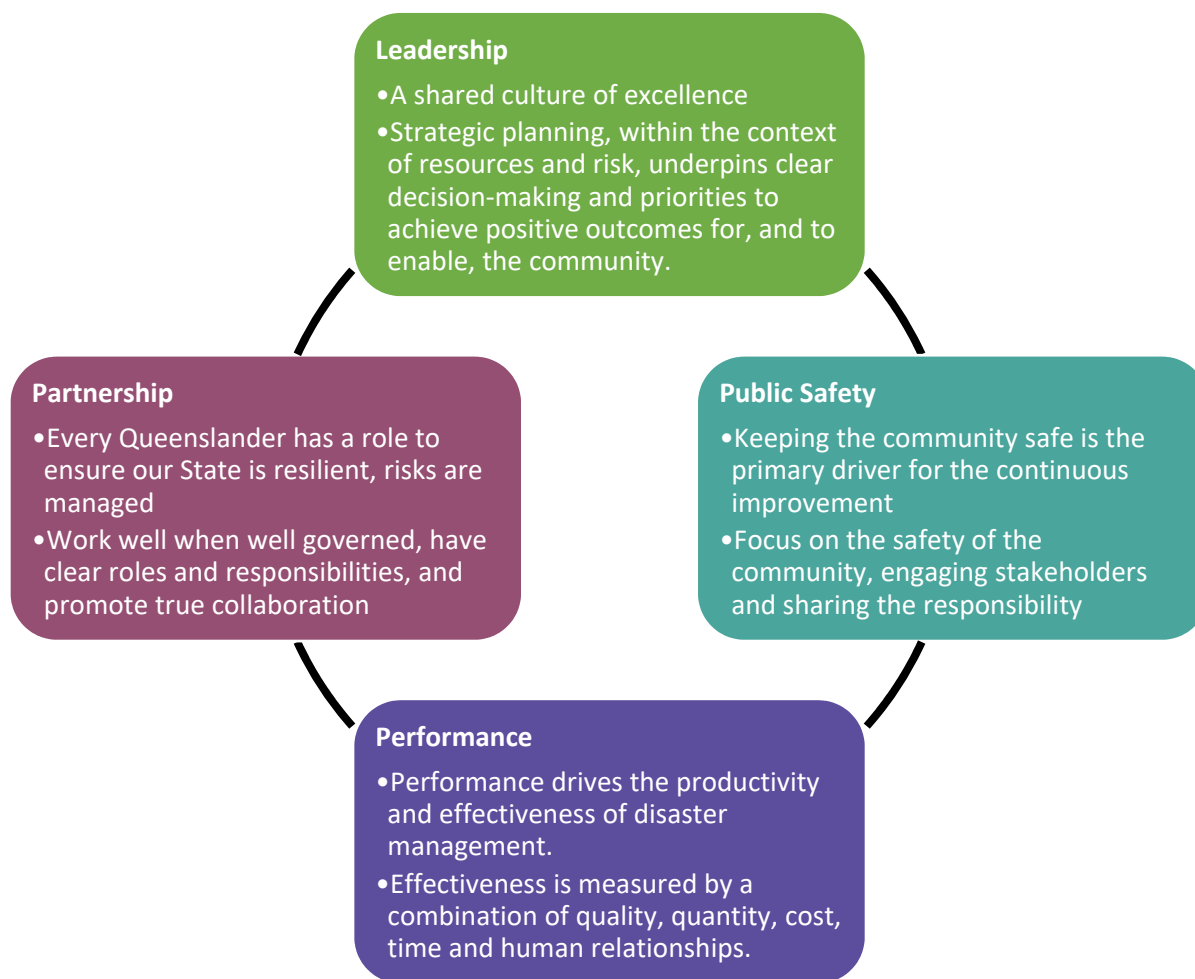 Leadership
•A shared culture of excellence
•Strategic planning, within the context
of resources and risk, underpins clear
decision-making and priorities to
achieve positive outcomes for, and to
enable, the community.
Partnership
•Every Queenslander has a role to
ensure our State is resilient, risks are
managed
•Work well when well governed, have
clear roles and responsibilities, and
promote true collaboration
Public Safety
•Keeping the community safe is the
primary driver for the continuous
improvement
•Focus on the safety of the
community, engaging stakeholders
and sharing the responsibility
Performance
•Performance drives the productivity
and effectiveness of disaster
management.
•Effectiveness is measured by a
combination of quality, quantity, cost,
time and human relationships.